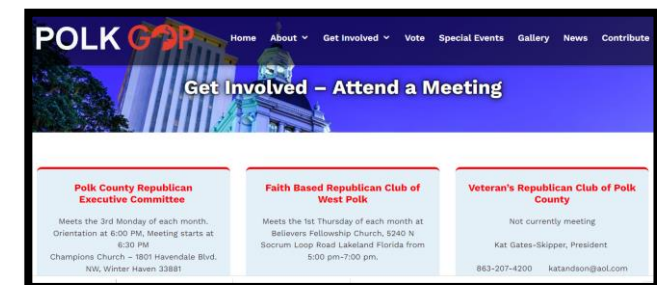 POLK GOP
Home About Get Involved Vote Special Events Gallery News Contribute
Get Involved – Attend a Meeting
Polk County Republican
Executive Committee
Meets the 3rd Monday of each month.
Orientation at 6:00 PM, Meeting starts at
6:30 PM
Champions Church – 1801 Havendale Blvd.
NW, Winter Haven 33881
Faith Based Republican Club of
West Polk
Meets the 1st Thursday of each month at
Believers Fellowship Church, 5240 N
Socrum Loop Road Lakeland Florida from
5:00 pm-7:00 pm.
Veteran's Republican Club of Polk
County
Not currently meeting
Kat Gates-Skipper, President
863-207-4200 katandson@aol.com